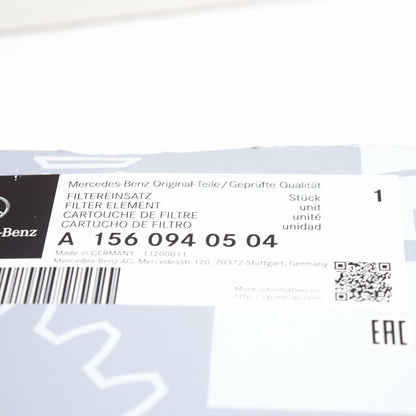 Mercedes-Benz Original-Teile/Geprüfte Qualität
FILTEREINSATZ Stück 1
FILTER ELEMENT unit
CARTOUCHE DE FILTRE unité
CARTUCHO DE FILTRO unidad
-Benz
A 156 094 05 04
Made in GERMANY 11200011
Mercedes-Benz AG, Mercedesstr. 120, 70372 Stuttgart, Germany
More information on
EAC